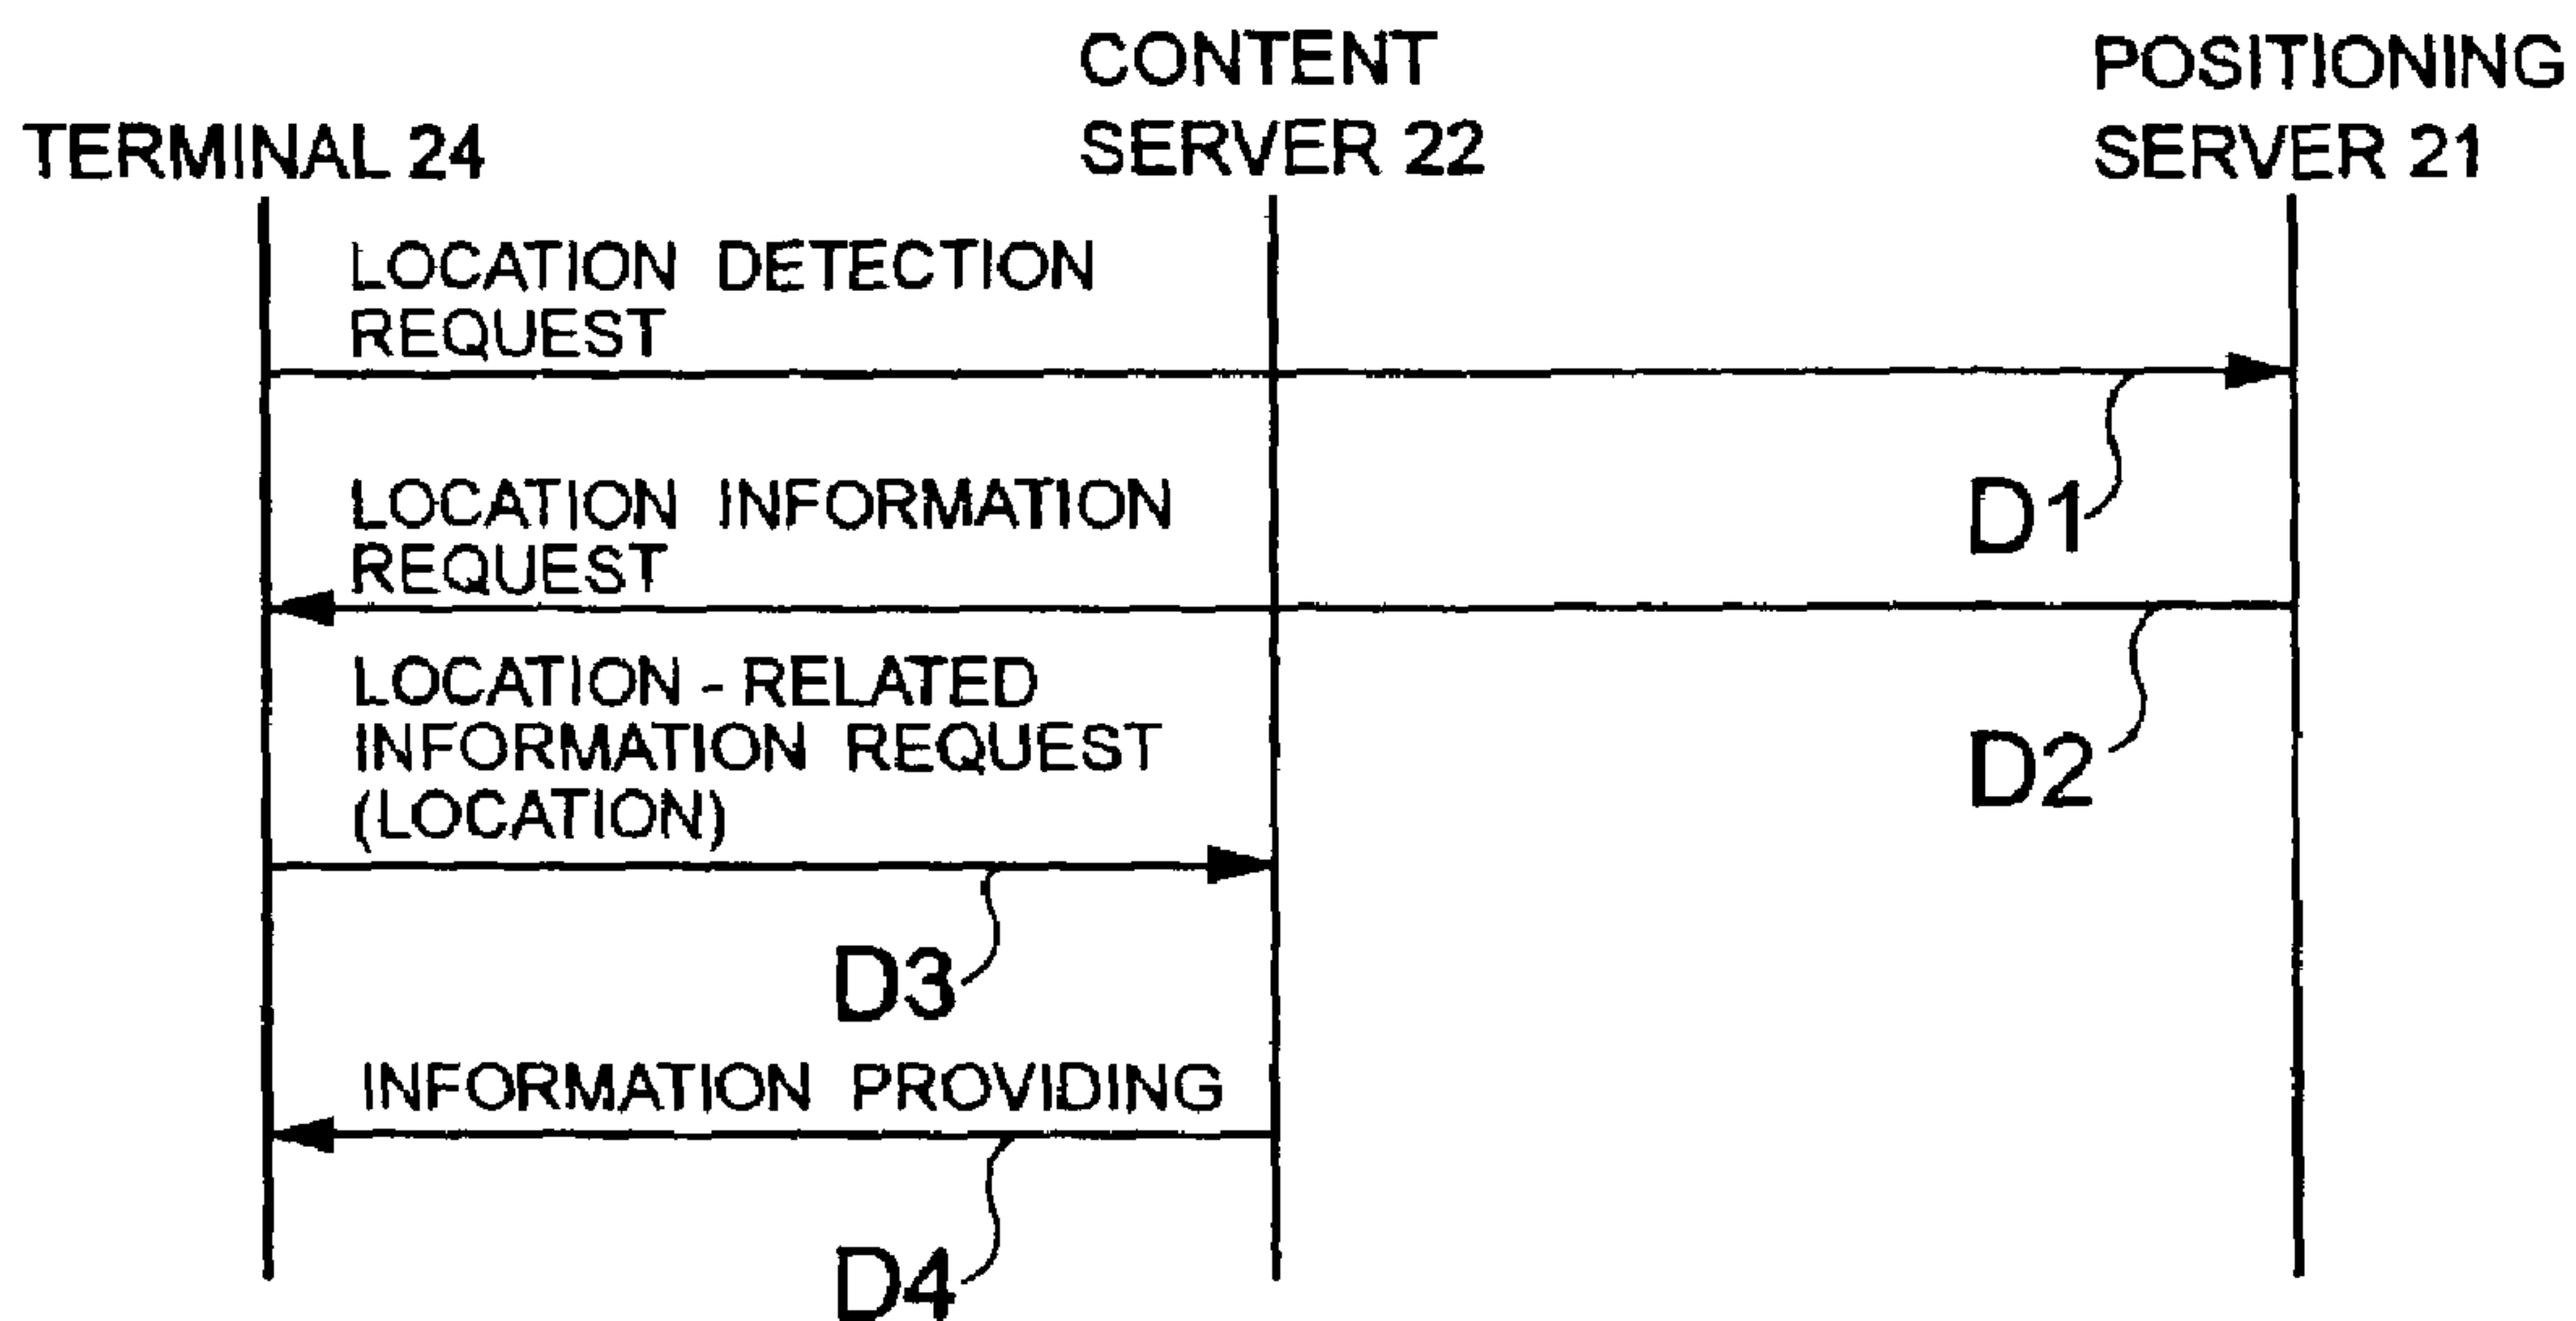 TERMINAL 24
CONTENT
SERVER 22
POSITIONING
SERVER 21
LOCATION DETECTION
REQUEST
D1
LOCATION INFORMATION
REQUEST
D2
LOCATION - RELATED
INFORMATION REQUEST
(LOCATION)
D3
INFORMATION PROVIDING
D4